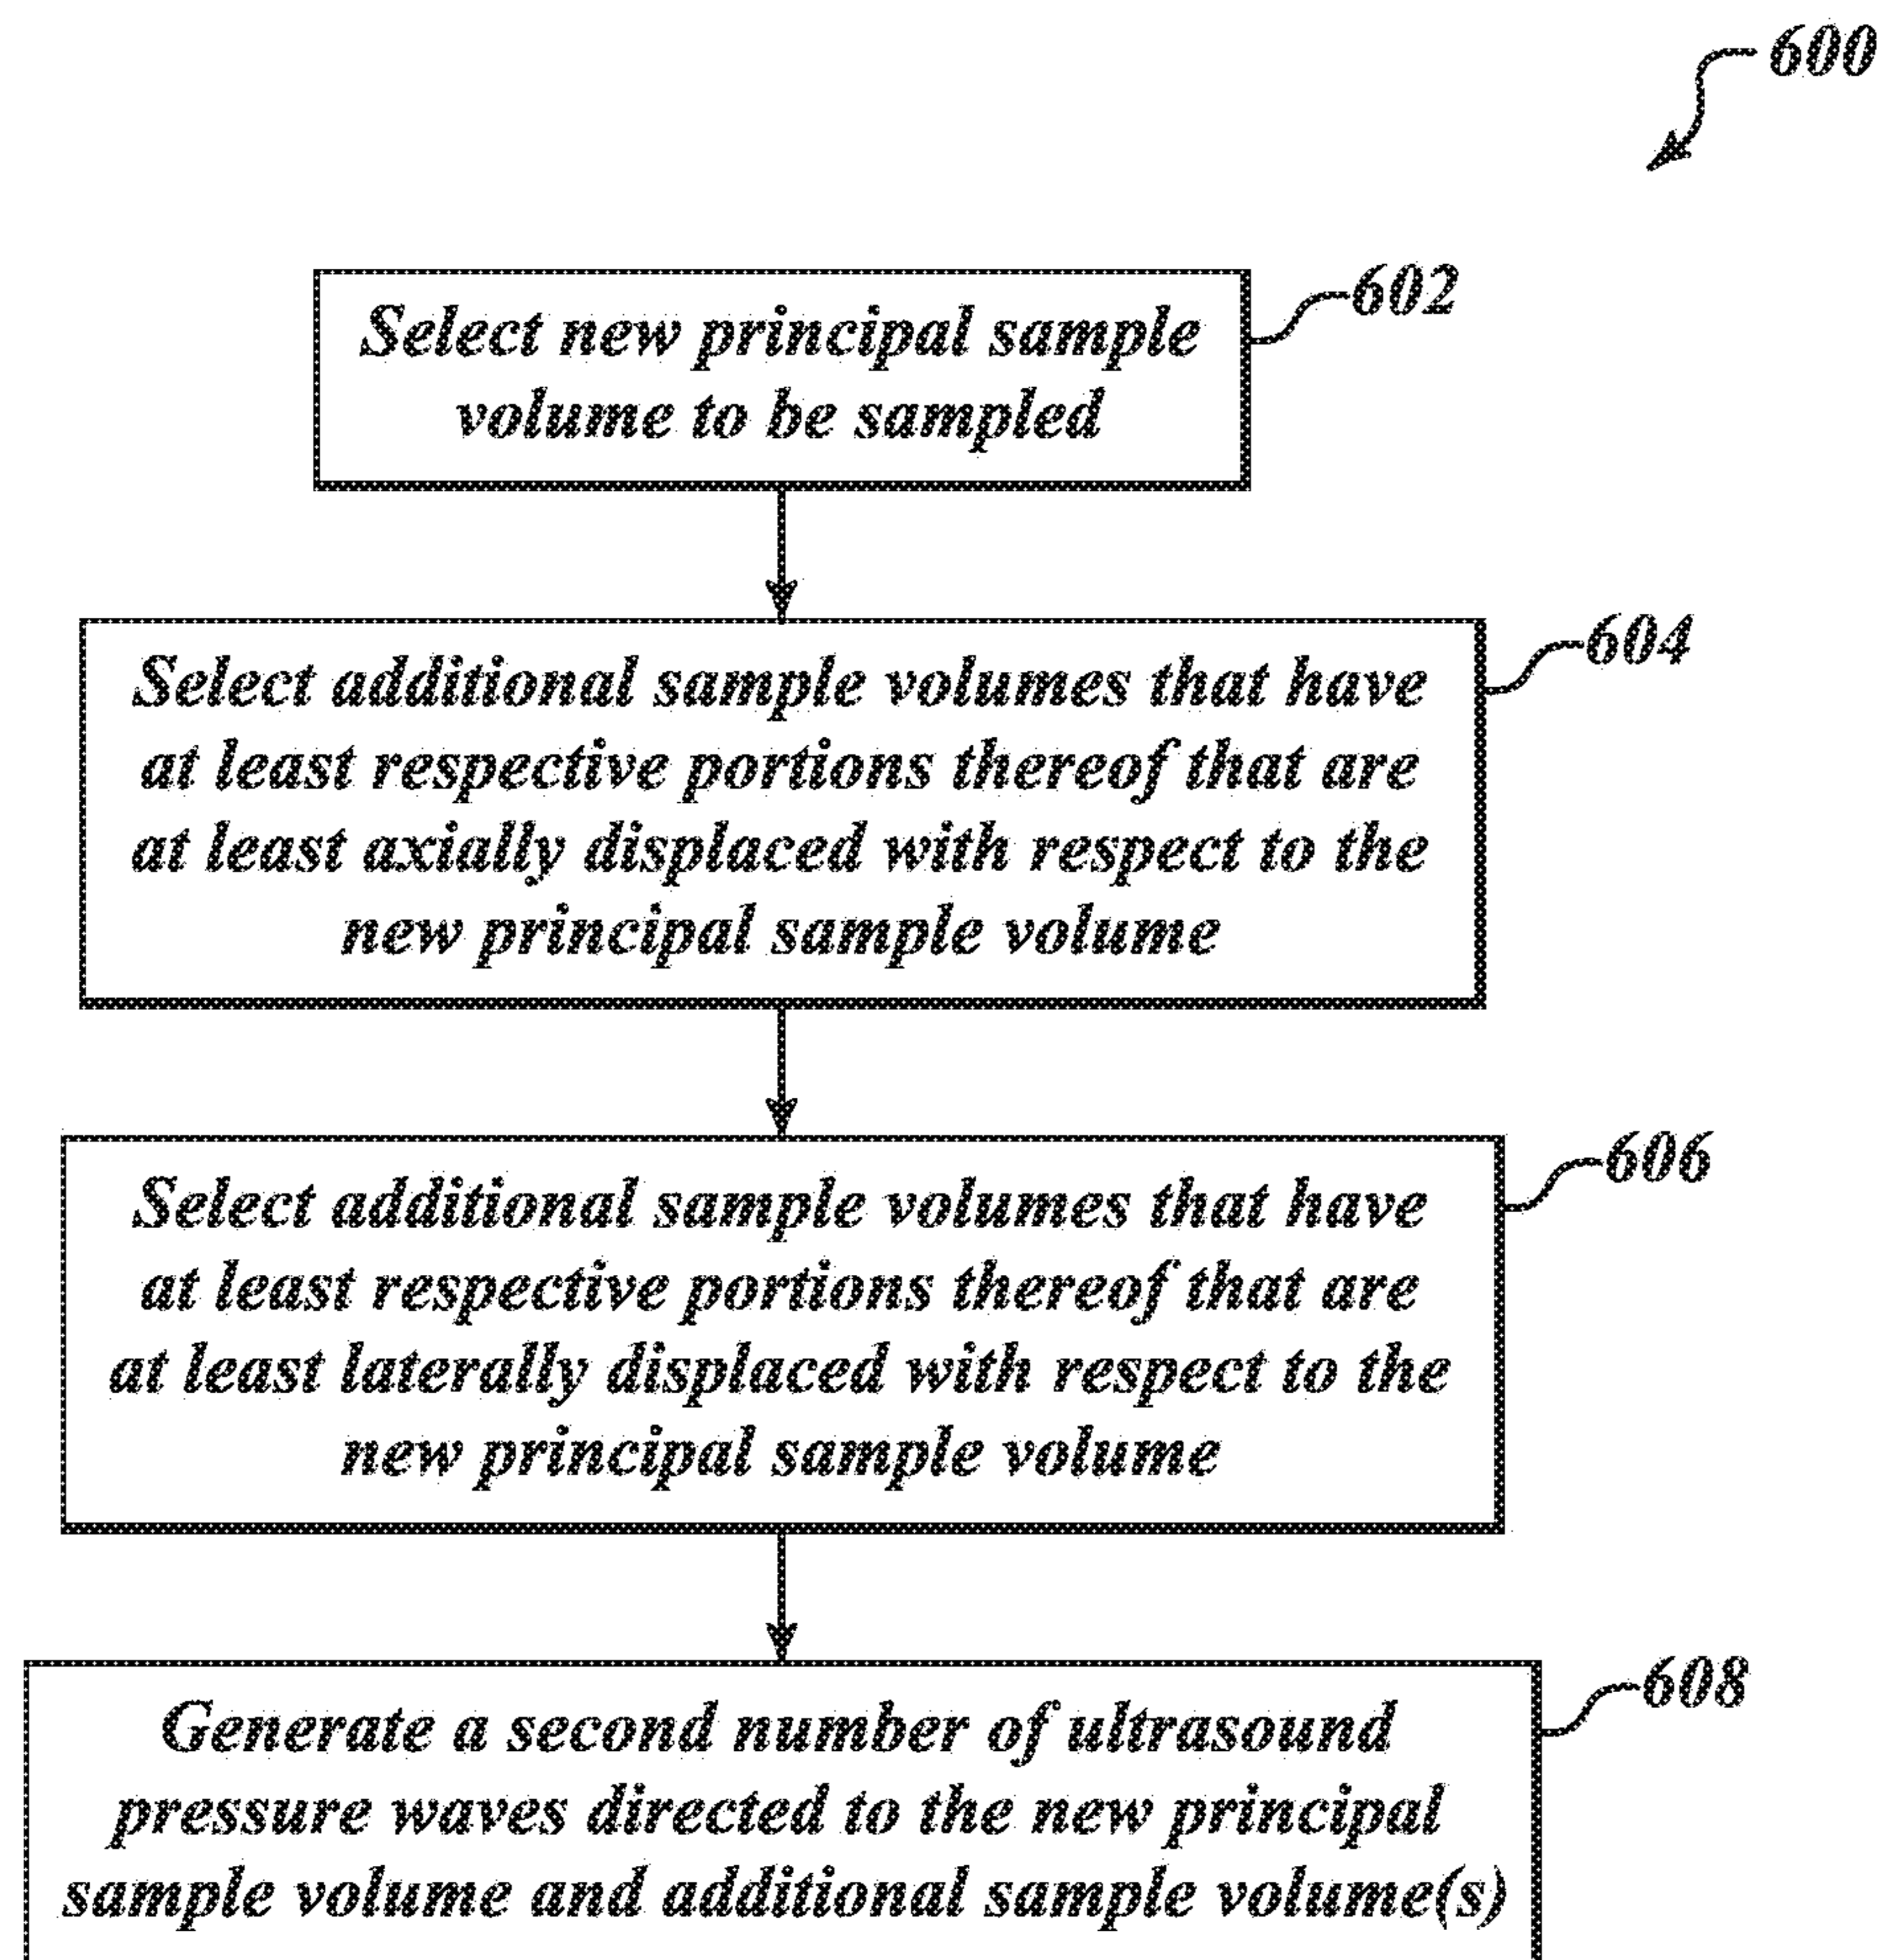 600
602
Select new principal sample
volume to be sampled
604
Select additional sample volumes that have
at least respective portions thereof that are
at least axially displaced with respect to the
new principal sample volume
606
Select additional sample volumes that have
at least respective portions thereof that are
at least laterally displaced with respect to the
new principal sample volume
608
Generate a second number of ultrasound
pressure waves directed to the new principal
sample volume and additional sample volume(s)